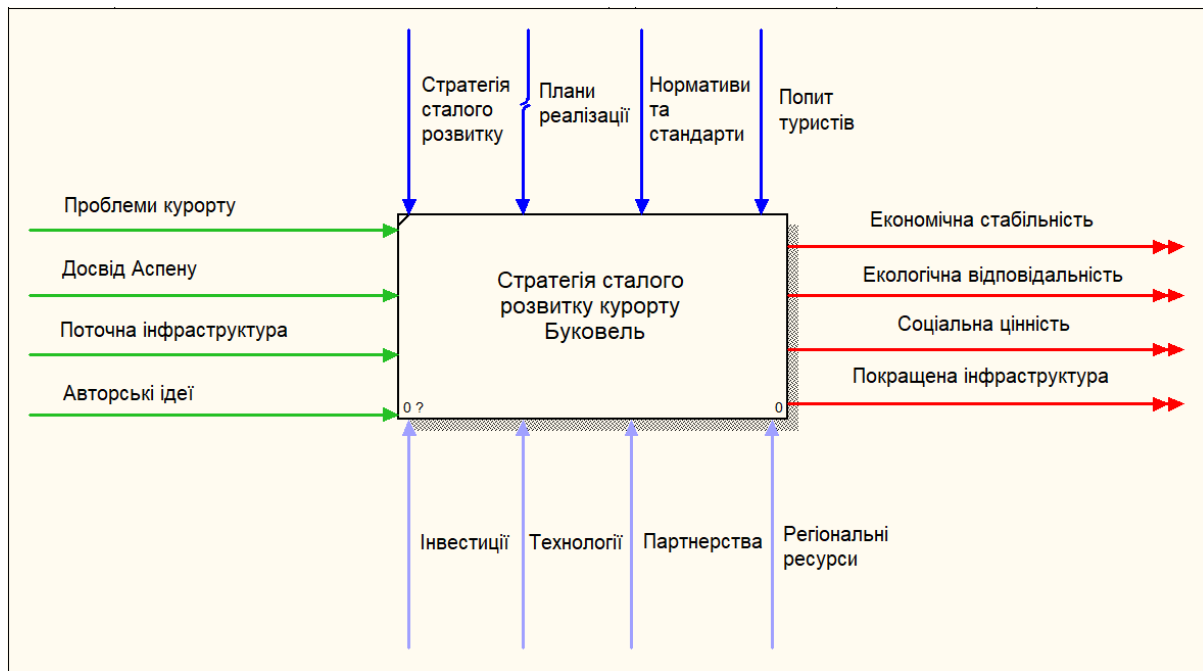 Стратегія
сталого
розвитку
Плани
реалізації
Нормативи
та
стандарти
Попит
туристів
Проблеми курорту
Досвід Аспену
Поточна інфраструктура
Авторські ідеї
Стратегія сталого
розвитку курорту
Буковель
0 ?
0
Економічна стабільність
Екологічна відповідальність
Соціальна цінність
Покращена інфраструктура
Інвестиції
Технології
Партнерства
Регіональні
ресурси